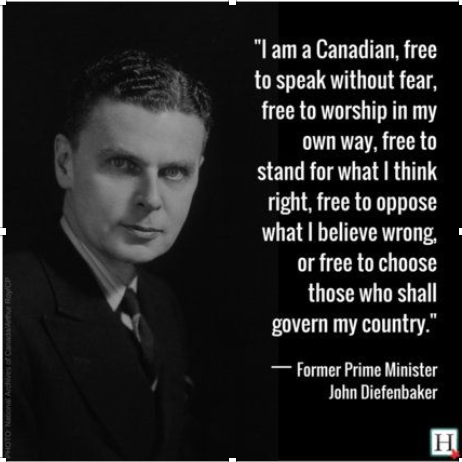 "I am a Canadian, free
to speak without fear,
free to worship in my
own way, free to
stand for what I think
right, free to oppose
what I believe wrong,
or free to choose
those who shall
govern my country."
— Former Prime Minister
John Diefenbaker
PHOTO: National Archives of Canada/Arthur Roy/CP
H